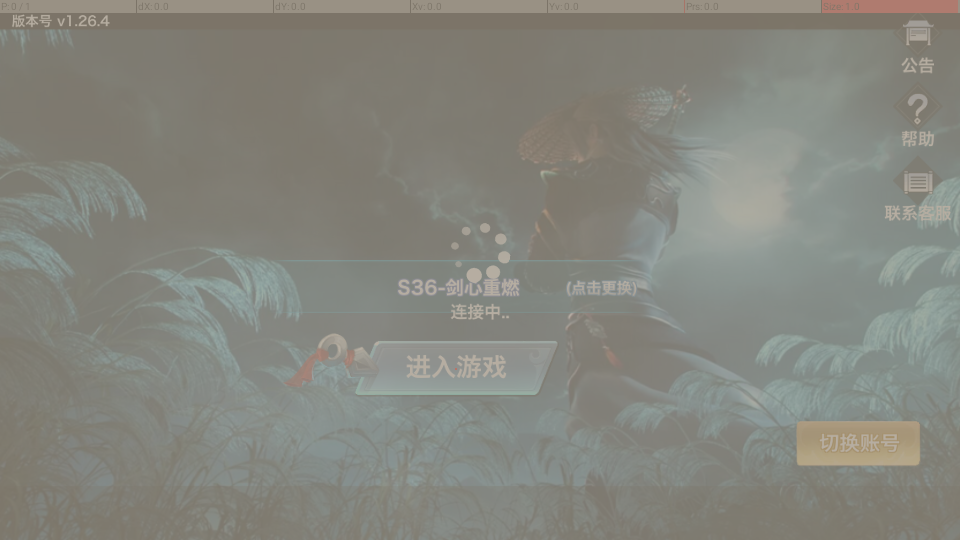 P: 0 / 1 dX: 0.0 dY: 0.0 Xv: 0.0 Yv: 0.0 Prs: 0.0 Size: 1.0
版本号 v1.26.4
公告
帮助
联系客服
S36-剑心重燃 (点击更换)
连接中..
进入游戏
切换账号